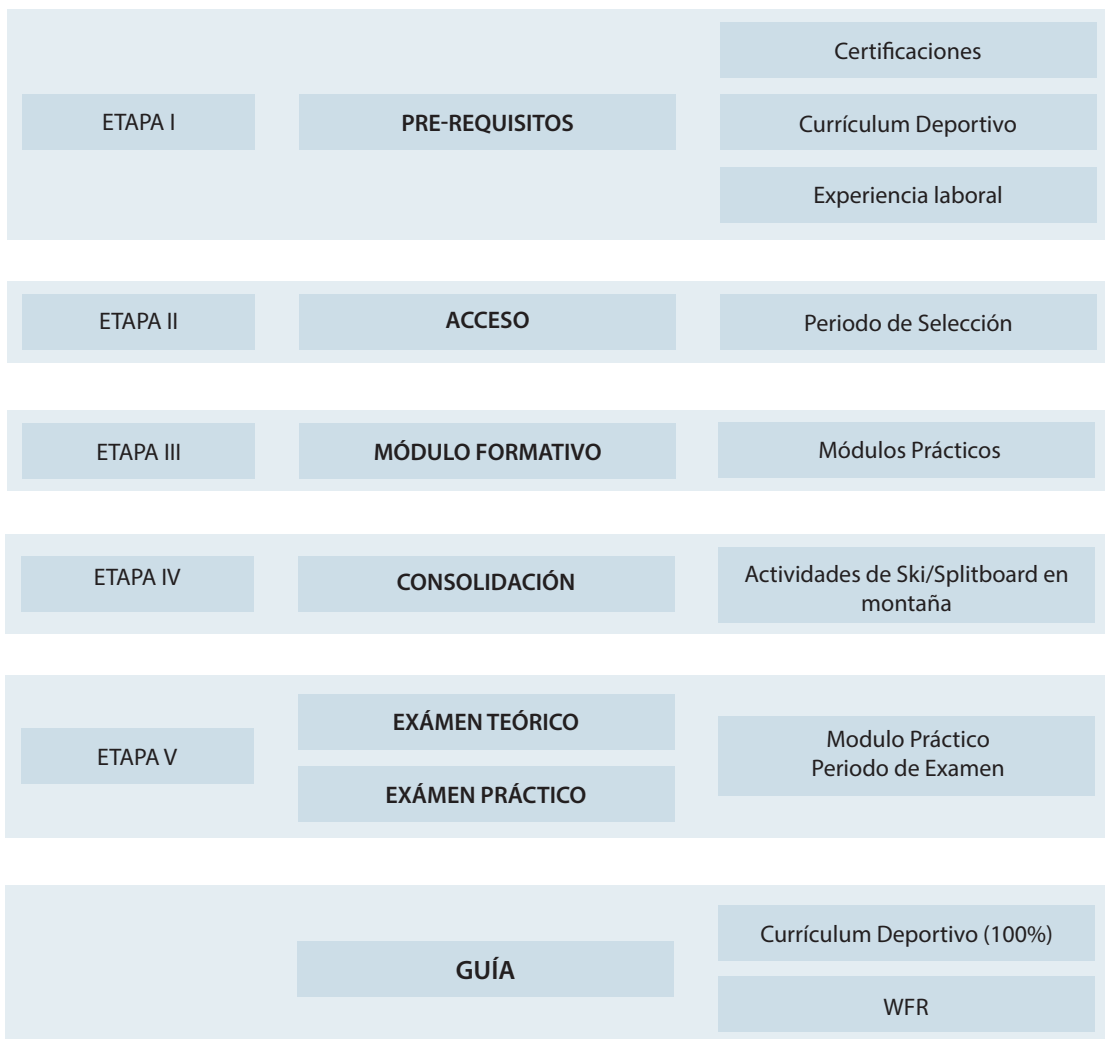 ETAPA I
PRE-REQUISITOS
Certificaciones
Currículum Deportivo
Experiencia laboral
ETAPA II
ACCESO
Periodo de Selección
ETAPA III
MÓDULO FORMATIVO
Módulos Prácticos
ETAPA IV
CONSOLIDACIÓN
Actividades de Ski/Splitboard en
montaña
ETAPA V
EXÁMEN TEÓRICO
EXÁMEN PRÁCTICO
Modulo Práctico
Periodo de Examen
GUÍA
Currículum Deportivo (100%)
WFR